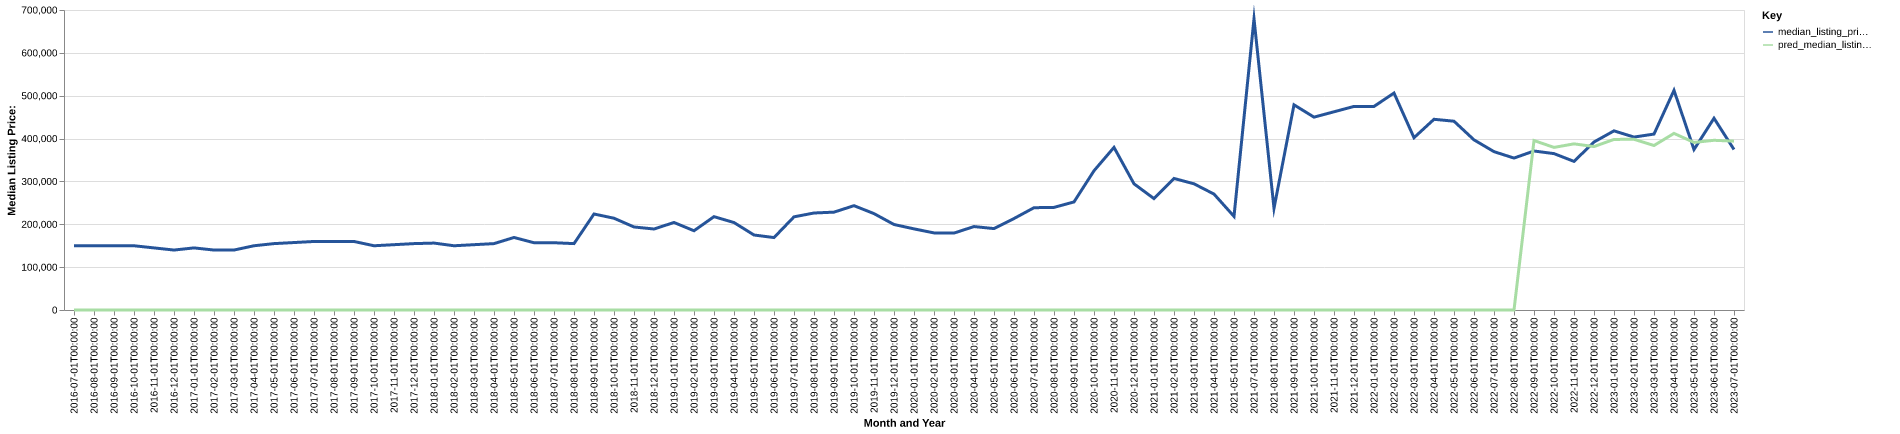 700,000
600,000
500,000
400,000
300,000
200,000
100,000
0
Median Listing Price:
2016-07-01T00:00:00
2016-08-01T00:00:00
2016-09-01T00:00:00
2016-10-01T00:00:00
2016-11-01T00:00:00
2016-12-01T00:00:00
2017-01-01T00:00:00
2017-02-01T00:00:00
2017-03-01T00:00:00
2017-04-01T00:00:00
2017-05-01T00:00:00
2017-06-01T00:00:00
2017-07-01T00:00:00
2017-08-01T00:00:00
2017-09-01T00:00:00
2017-10-01T00:00:00
2017-11-01T00:00:00
2017-12-01T00:00:00
2018-01-01T00:00:00
2018-02-01T00:00:00
2018-03-01T00:00:00
2018-04-01T00:00:00
2018-05-01T00:00:00
2018-06-01T00:00:00
2018-07-01T00:00:00
2018-08-01T00:00:00
2018-09-01T00:00:00
2018-10-01T00:00:00
2018-11-01T00:00:00
2018-12-01T00:00:00
2019-01-01T00:00:00
2019-02-01T00:00:00
2019-03-01T00:00:00
2019-04-01T00:00:00
2019-05-01T00:00:00
2019-06-01T00:00:00
2019-07-01T00:00:00
2019-08-01T00:00:00
2019-09-01T00:00:00
2019-10-01T00:00:00
2019-11-01T00:00:00
2019-12-01T00:00:00
2020-01-01T00:00:00
2020-02-01T00:00:00
2020-03-01T00:00:00
2020-04-01T00:00:00
2020-05-01T00:00:00
2020-06-01T00:00:00
2020-07-01T00:00:00
2020-08-01T00:00:00
2020-09-01T00:00:00
2020-10-01T00:00:00
2020-11-01T00:00:00
2020-12-01T00:00:00
2021-01-01T00:00:00
2021-02-01T00:00:00
2021-03-01T00:00:00
2021-04-01T00:00:00
2021-05-01T00:00:00
2021-07-01T00:00:00
2021-08-01T00:00:00
2021-09-01T00:00:00
2021-10-01T00:00:00
2021-11-01T00:00:00
2021-12-01T00:00:00
2022-01-01T00:00:00
2022-02-01T00:00:00
2022-03-01T00:00:00
2022-04-01T00:00:00
2022-05-01T00:00:00
2022-06-01T00:00:00
2022-07-01T00:00:00
2022-08-01T00:00:00
2022-09-01T00:00:00
2022-10-01T00:00:00
2022-11-01T00:00:00
2022-12-01T00:00:00
2023-01-01T00:00:00
2023-02-01T00:00:00
2023-03-01T00:00:00
2023-04-01T00:00:00
2023-05-01T00:00:00
2023-06-01T00:00:00
2023-07-01T00:00:00
Month and Year
Key
median_listing_pri…
pred_median_listin…